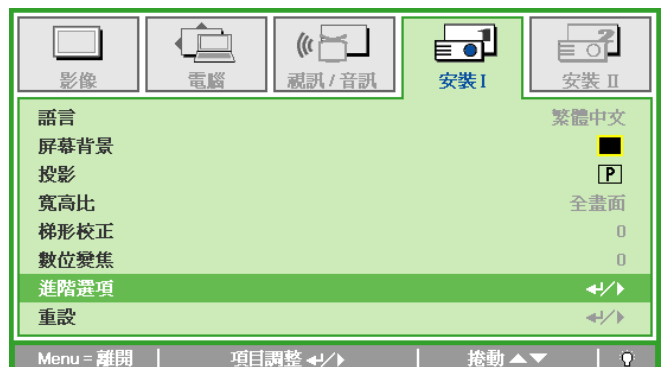 影像 電腦 視訊 / 音訊 安裝 I 安裝 II
語言 繁體中文
屏幕背景
投影 P
寬高比 全畫面
梯形校正 0
數位變焦 0
進階選項
重設
Menu = 離開 項目調整 捲動